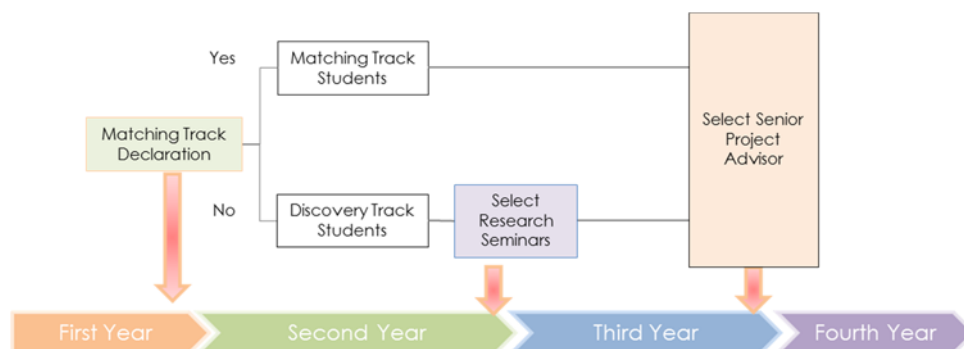 Yes
Matching Track
Students
Matching Track
Declaration
Select Senior
Project
Advisor
No
Discovery Track
Students
Select
Research
Seminars
First Year
Second Year
Third Year
Fourth Year